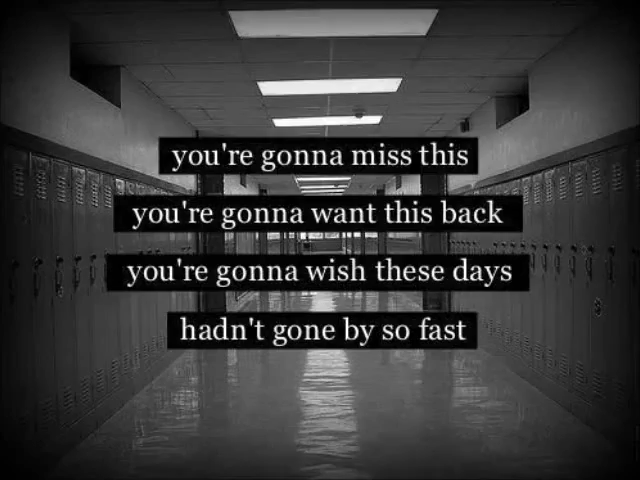 you're gonna miss this
you're gonna want this back
you're gonna wish these days
hadn't gone by so fast